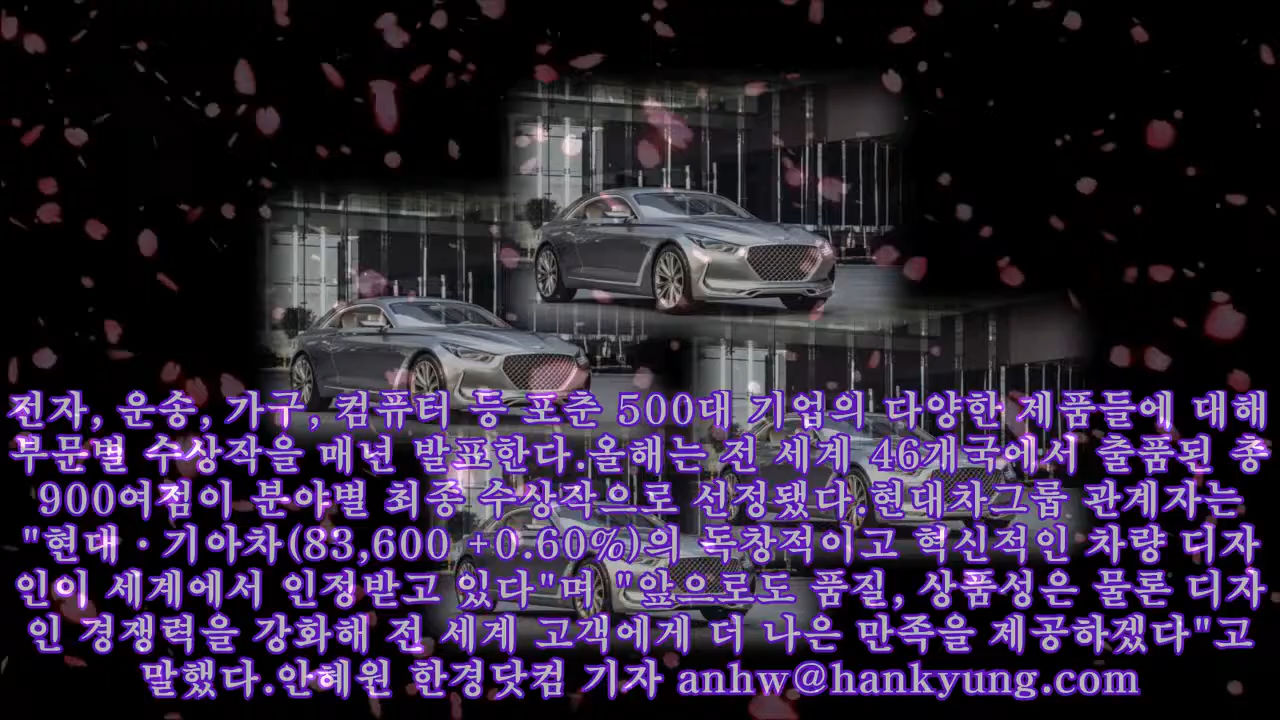 전자, 운송, 가구, 컴퓨터 등 포춘 500대 기업의 다양한 제품들에 대해
부문별 수상작을 매년 발표한다.올해는 전 세계 46개국에서 출품된 총
900여점이 분야별 최종 수상작으로 선정됐다.현대차그룹 관계자는
"현대·기아차(83,600 +0.60%)의 독창적이고 혁신적인 차량 디자
인이 세계에서 인정받고 있다"며 "앞으로도 품질, 상품성은 물론 디자
인 경쟁력을 강화해 전 세계 고객에게 더 나은 만족을 제공하겠다"고
말했다.안혜원 한경닷컴 기자 anhw@hankyung.com